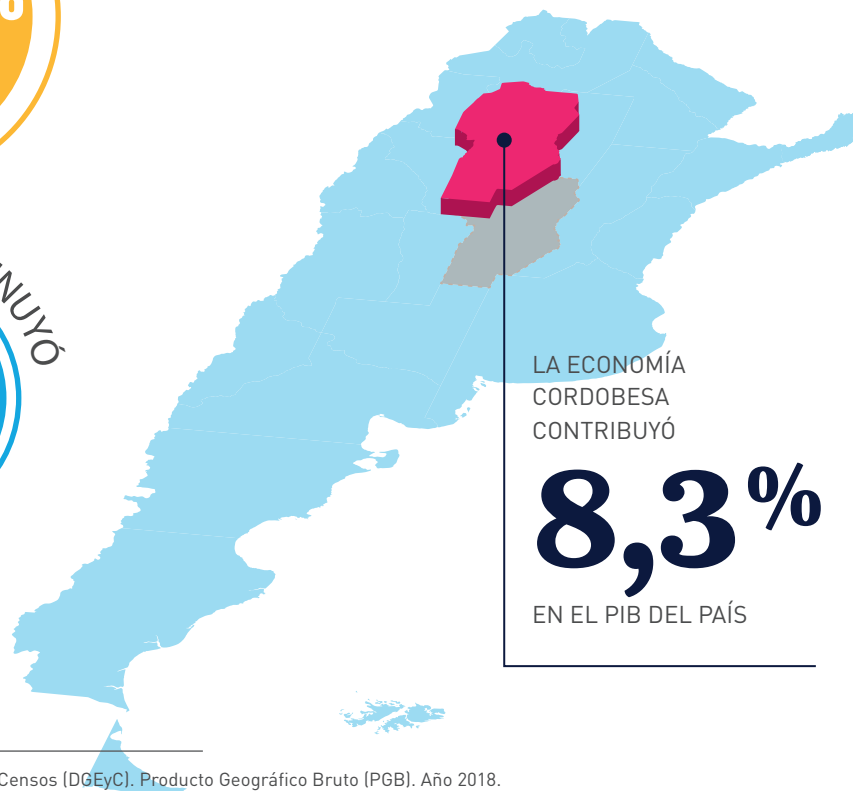 NUYÓ
LA ECONOMÍA
CORDOBESA
CONTRIBUYÓ
8,3%
EN EL PIB DEL PAÍS
Censos (DGEyC). Producto Geográfico Bruto (PGB). Año 2018.